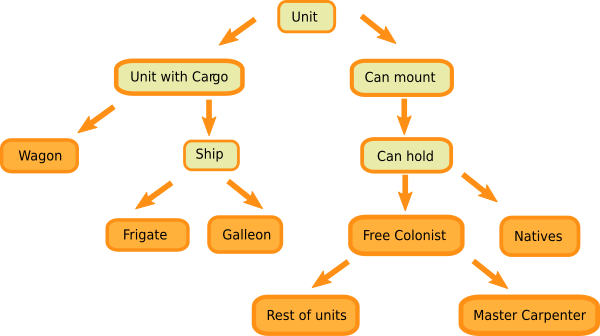 Unit
Unit with Cargo
Can mount
Wagon
Ship
Can hold
Frigate
Galleon
Free Colonist
Natives
Rest of units
Master Carpenter